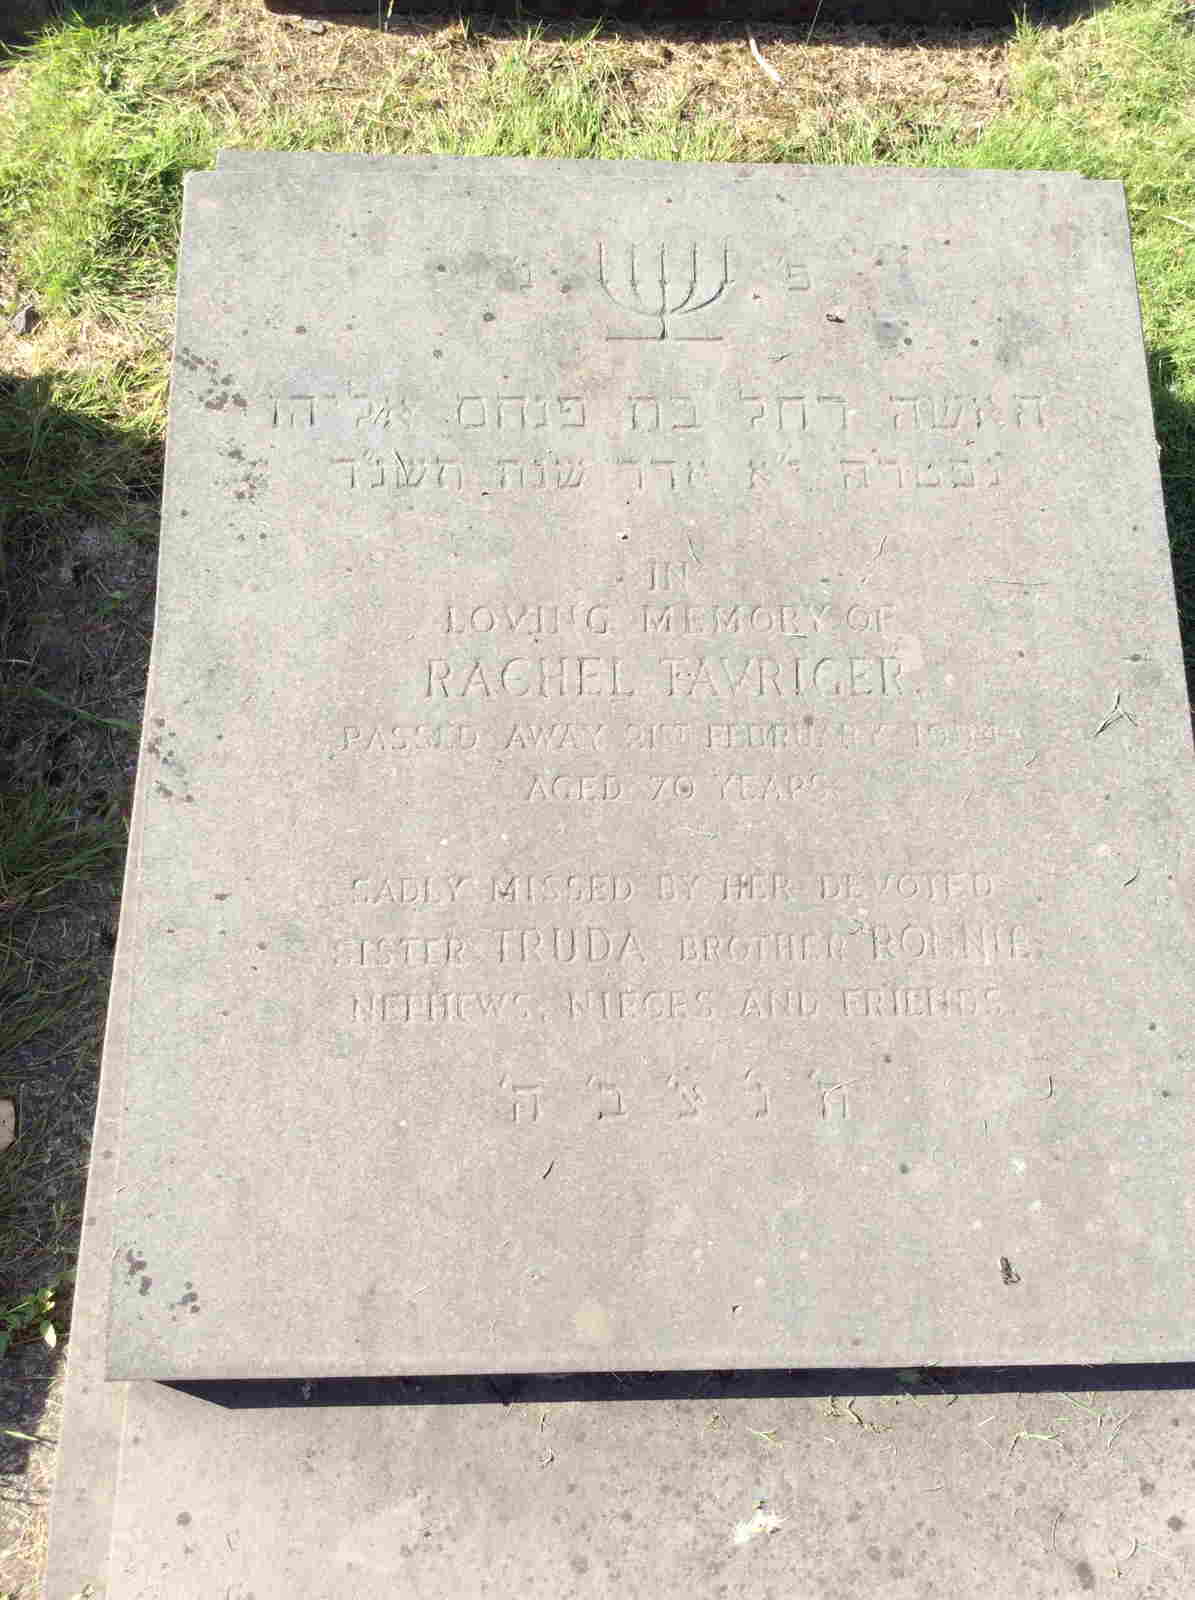 פ' נ'
האשה רחל בת פנחס אליהו
נפטרה י"א אדר שנת תשנ"ד
IN
LOVING MEMORY OF
RACHEL TAVRIGER.
PASSED AWAY 21ST FEBRUARY 1994
AGED 70 YEARS
SADLY MISSED BY HER DEVOTED
SISTER TRUDA BROTHER RONNIE.
NEPHEWS, NIECES AND FRIENDS.
ת' נ' צ' ב' ה'